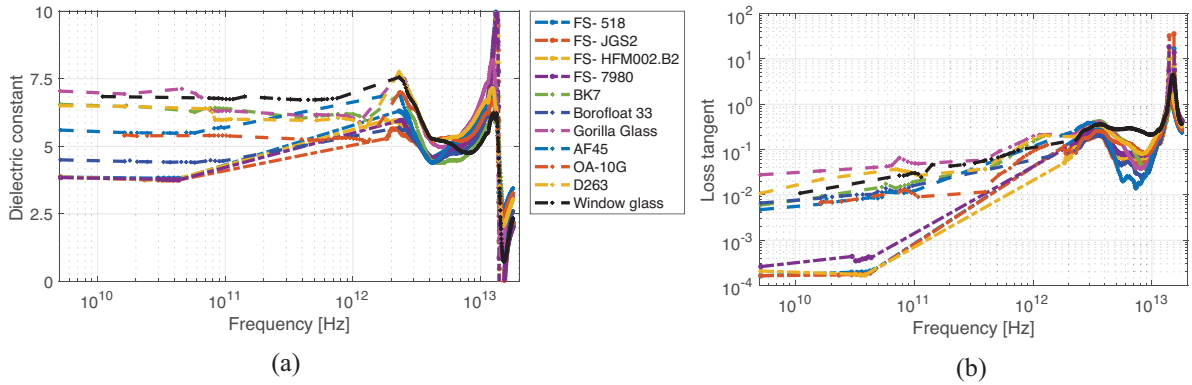 10
7.5
5
2.5
0
Dielectric constant
10^10
10^11
10^12
10^13
Frequency [Hz]
(a)
FS- 518
FS- JGS2
FS- HFM002.B2
FS- 7980
BK7
Borofloat 33
Gorilla Glass
AF45
OA-10G
D263
Window glass
10^2
10^1
10^0
10^-1
10^-2
10^-3
10^-4
Loss tangent
10^10
10^11
10^12
10^13
Frequency [Hz]
(b)